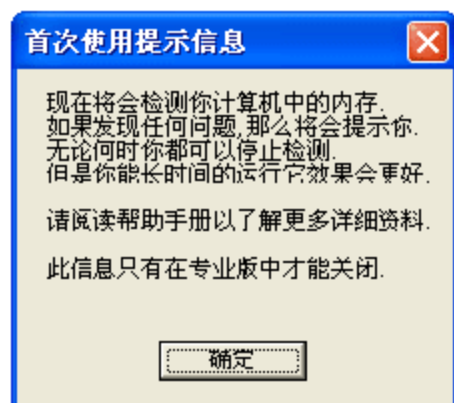 首次使用提示信息
现在将会检测你计算机中的内存.
如果发现任何问题,那么将会提示你.
无论何时你都可以停止检测.
但是你能长时间的运行它效果会更好.
请阅读帮助手册以了解更多详细资料.
此信息只有在专业版中才能关闭.
确定